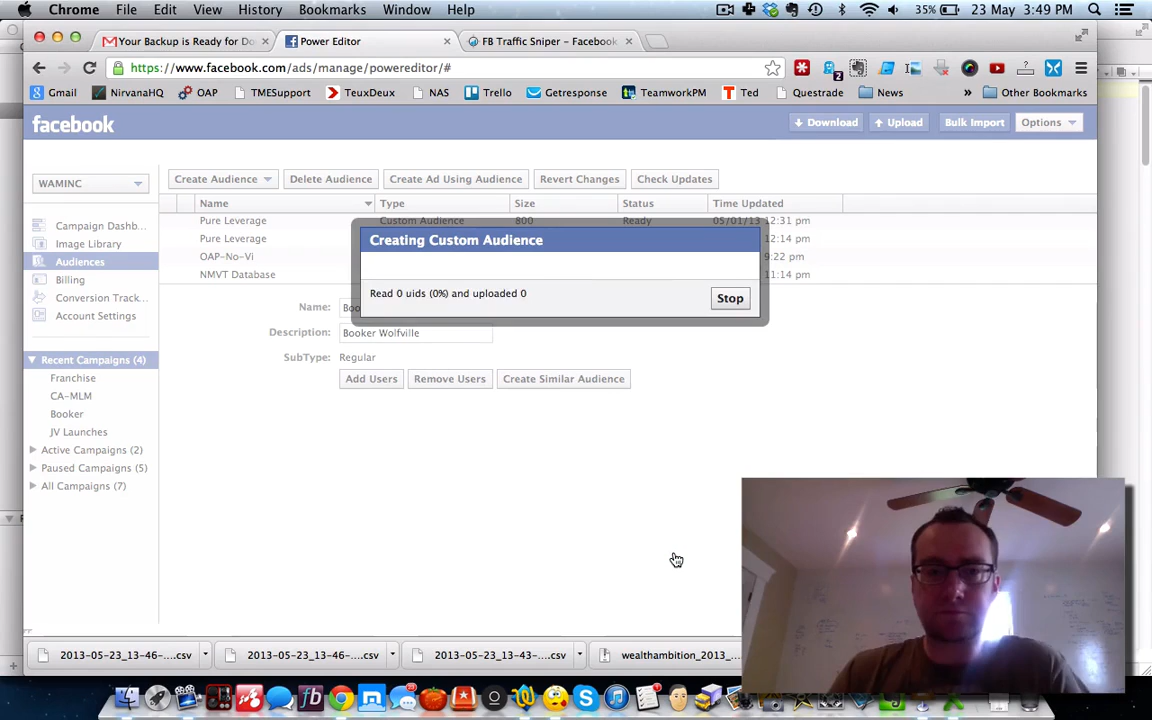 Chrome File Edit View History Bookmarks Window Help 35% 23 May 3:49 PM
Your Backup is Ready for Do Power Editor FB Traffic Sniper – Facebook
https://www.facebook.com/ads/manage/powereditor/#
Gmail NirvanaHQ OAP TMESupport TeuxDeux NAS Trello Getresponse TeamworkPM Ted Questrade News » Other Bookmarks
facebook Download Upload Bulk Import Options
WAMINC Create Audience Delete Audience Create Ad Using Audience Revert Changes Check Updates
Name Type Size Status Time Updated
Pure Leverage Custom Audience 800 Ready 05/01/13 12:31 pm
Campaign Dashb...
Pure Leverage 12:14 pm
Image Library
OAP-No-Vi 9:22 pm
Audiences
NMVT Database 11:14 pm
Billing
Creating Custom Audience
Read 0 uids (0%) and uploaded 0 Stop
Conversion Track...
Name: Boo
Account Settings
Description: Booker Wolfville
SubType: Regular
Recent Campaigns (4)
Add Users Remove Users Create Similar Audience
Franchise
CA-MLM
Booker
JV Launches
Active Campaigns (2)
Paused Campaigns (5)
All Campaigns (7)
2013-05-23_13-46-....csv 2013-05-23_13-46-....csv 2013-05-23_13-43-....csv wealthambition_2013_...